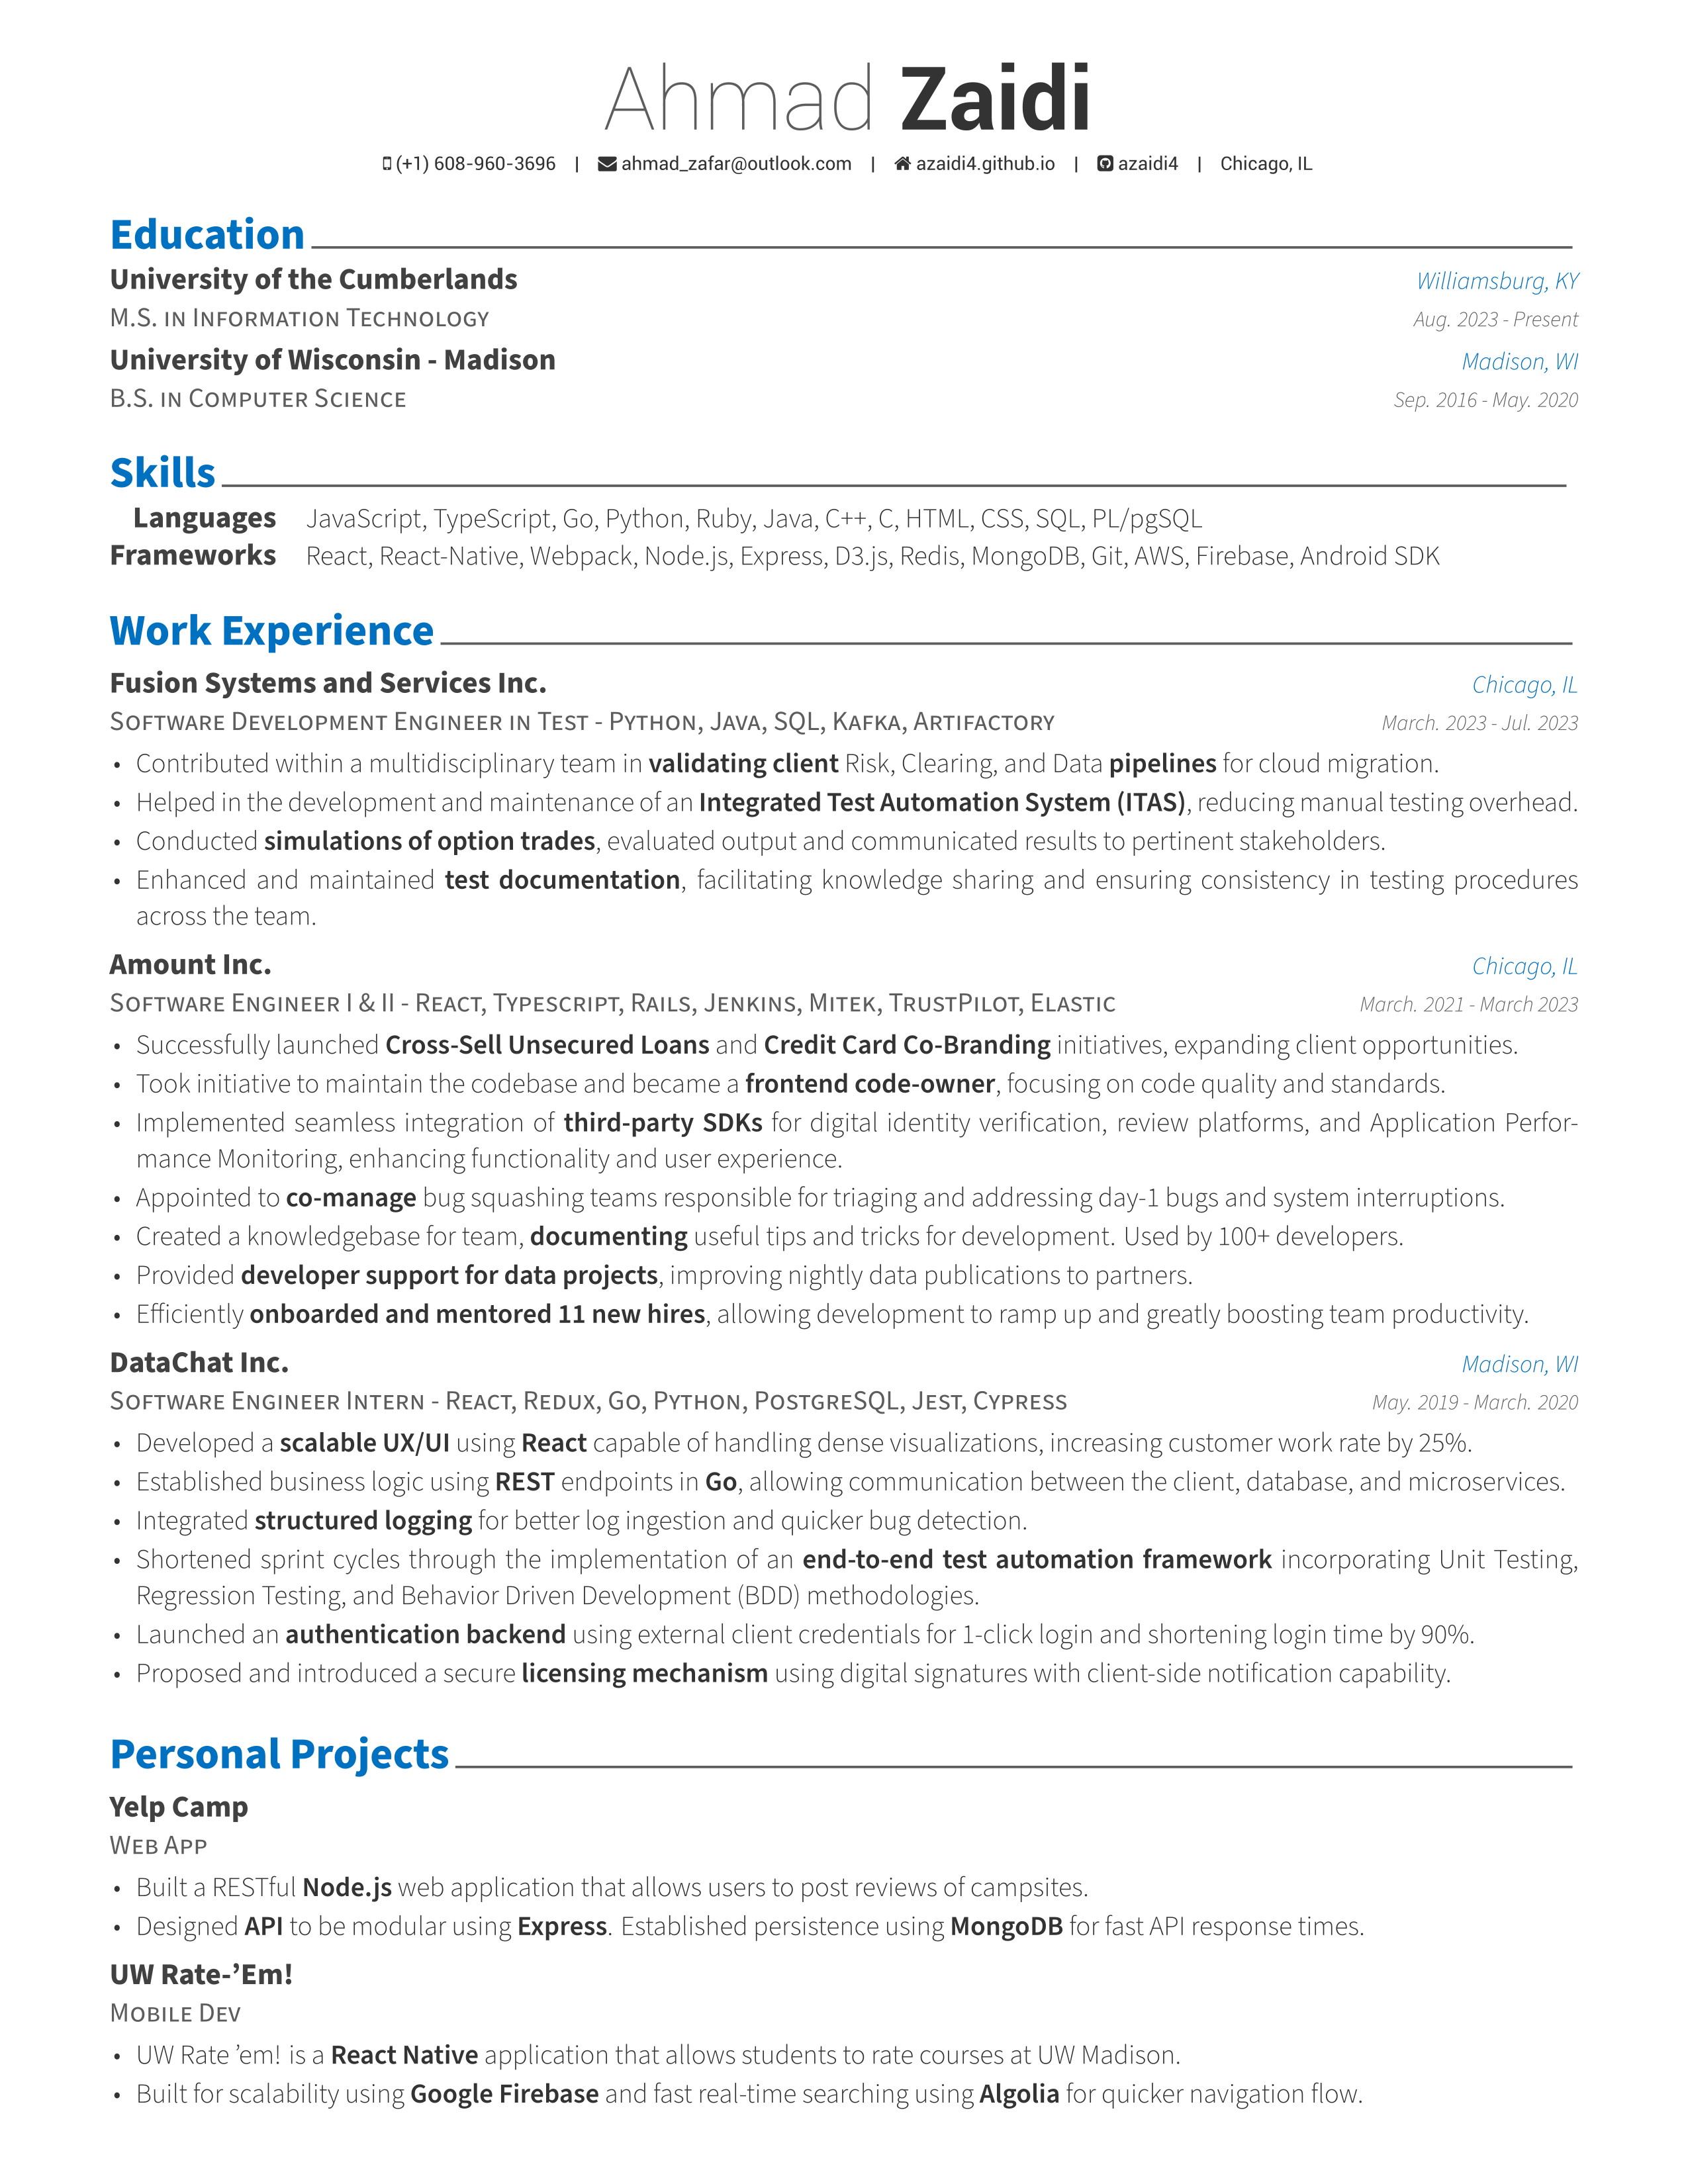 Ahmad Zaidi
(+1) 608-960-3696 | ahmad_zafar@outlook.com | azaidi4.github.io | azaidi4 | Chicago, IL
Education
University of the Cumberlands Williamsburg, KY
M.S. in Information Technology Aug. 2023 - Present
University of Wisconsin - Madison Madison, WI
B.S. in Computer Science Sep. 2016 - May. 2020
Skills
Languages JavaScript, TypeScript, Go, Python, Ruby, Java, C++, C, HTML, CSS, SQL, PL/pgSQL
Frameworks React, React-Native, Webpack, Node.js, Express, D3.js, Redis, MongoDB, Git, AWS, Firebase, Android SDK
Work Experience
Fusion Systems and Services Inc. Chicago, IL
Software Development Engineer in Test - Python, Java, SQL, Kafka, Artifactory March. 2023 - Jul. 2023
• Contributed within a multidisciplinary team in validating client Risk, Clearing, and Data pipelines for cloud migration.
• Helped in the development and maintenance of an Integrated Test Automation System (ITAS), reducing manual testing overhead.
• Conducted simulations of option trades, evaluated output and communicated results to pertinent stakeholders.
• Enhanced and maintained test documentation, facilitating knowledge sharing and ensuring consistency in testing procedures
across the team.
Amount Inc. Chicago, IL
Software Engineer I & II - React, Typescript, Rails, Jenkins, Mitek, TrustPilot, Elastic March. 2021 - March 2023
• Successfully launched Cross-Sell Unsecured Loans and Credit Card Co-Branding initiatives, expanding client opportunities.
• Took initiative to maintain the codebase and became a frontend code-owner, focusing on code quality and standards.
• Implemented seamless integration of third-party SDKs for digital identity verification, review platforms, and Application Perfor-
mance Monitoring, enhancing functionality and user experience.
• Appointed to co-manage bug squashing teams responsible for triaging and addressing day-1 bugs and system interruptions.
• Created a knowledgebase for team, documenting useful tips and tricks for development. Used by 100+ developers.
• Provided developer support for data projects, improving nightly data publications to partners.
• Efficiently onboarded and mentored 11 new hires, allowing development to ramp up and greatly boosting team productivity.
DataChat Inc. Madison, WI
Software Engineer Intern - React, Redux, Go, Python, PostgreSQL, Jest, Cypress May. 2019 - March. 2020
• Developed a scalable UX/UI using React capable of handling dense visualizations, increasing customer work rate by 25%.
• Established business logic using REST endpoints in Go, allowing communication between the client, database, and microservices.
• Integrated structured logging for better log ingestion and quicker bug detection.
• Shortened sprint cycles through the implementation of an end-to-end test automation framework incorporating Unit Testing,
Regression Testing, and Behavior Driven Development (BDD) methodologies.
• Launched an authentication backend using external client credentials for 1-click login and shortening login time by 90%.
• Proposed and introduced a secure licensing mechanism using digital signatures with client-side notification capability.
Personal Projects
Yelp Camp
Web App
• Built a RESTful Node.js web application that allows users to post reviews of campsites.
• Designed API to be modular using Express. Established persistence using MongoDB for fast API response times.
UW Rate-’Em!
Mobile Dev
• UW Rate ’em! is a React Native application that allows students to rate courses at UW Madison.
• Built for scalability using Google Firebase and fast real-time searching using Algolia for quicker navigation flow.